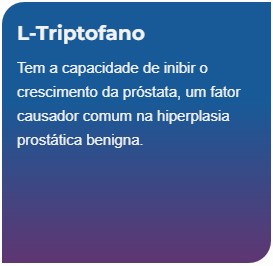 L-Triptofano
Tem a capacidade de inibir o
crescimento da próstata, um fator
causador comum na hiperplasia
prostática benigna.